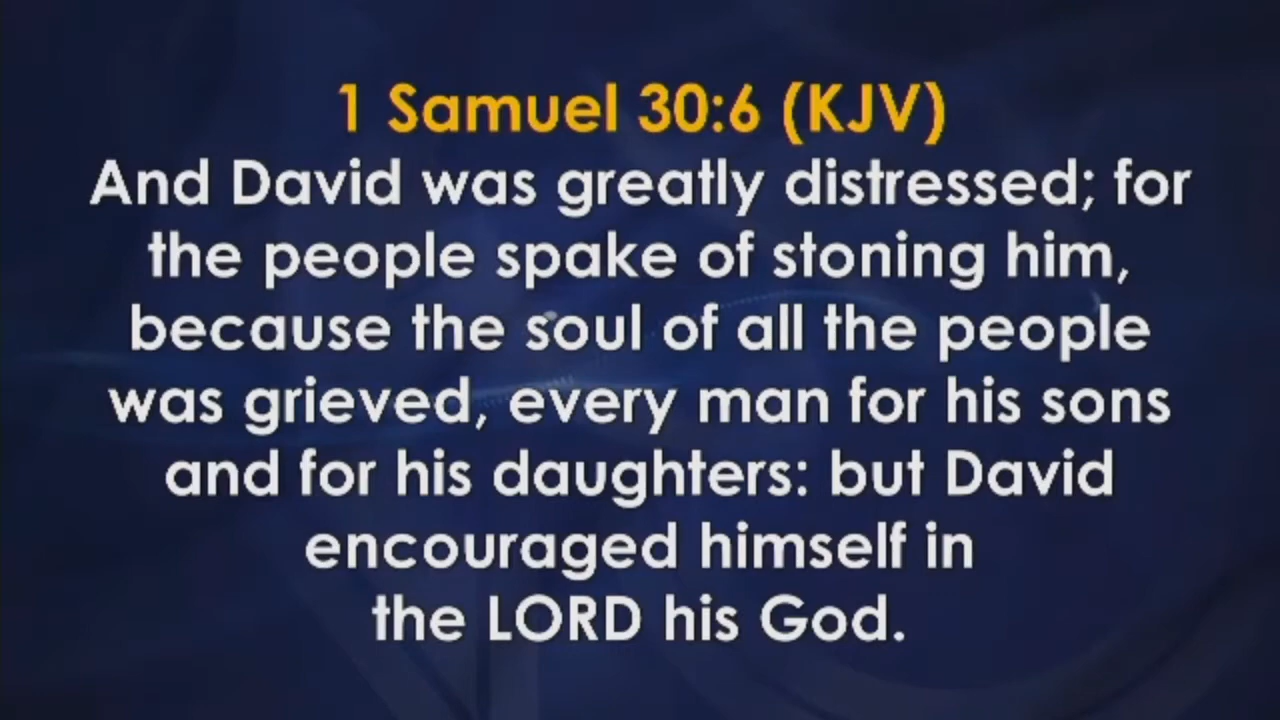 1 Samuel 30:6 (KJV)
And David was greatly distressed; for
the people spake of stoning him,
because the soul of all the people
was grieved, every man for his sons
and for his daughters: but David
encouraged himself in
the LORD his God.